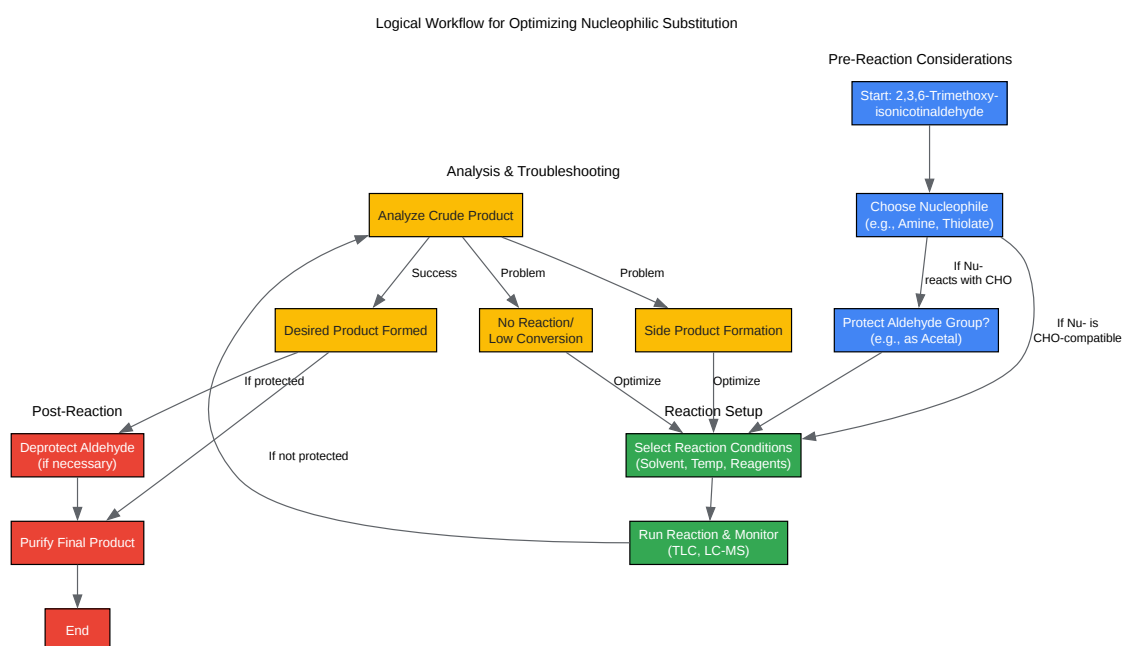 Logical Workflow for Optimizing Nucleophilic Substitution
Pre-Reaction Considerations
Start: 2,3,6-Trimethoxy-
isonicotinaldehyde
Choose Nucleophile
(e.g., Amine, Thiolate)
If Nu-
reacts with CHO
If Nu- is
CHO-compatible
Protect Aldehyde Group?
(e.g., as Acetal)
Analysis & Troubleshooting
Analyze Crude Product
Success
Problem
Problem
Desired Product Formed
No Reaction/
Low Conversion
Side Product Formation
Optimize
Optimize
Reaction Setup
Select Reaction Conditions
(Solvent, Temp, Reagents)
Run Reaction & Monitor
(TLC, LC-MS)
If protected
If not protected
Post-Reaction
Deprotect Aldehyde
(if necessary)
Purify Final Product
End